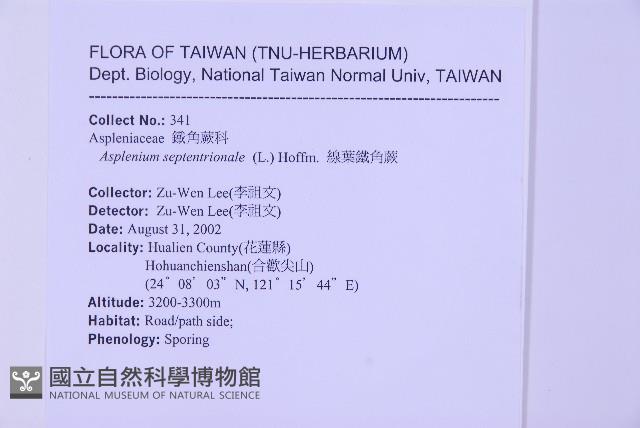 FLORA OF TAIWAN (TNU-HERBARIUM)
Dept. Biology, National Taiwan Normal Univ, TAIWAN
Collect No.: 341
Aspleniaceae 鐵角蕨科
Asplenium septentrionale (L.) Hoffm. 線葉鐵角蕨
Collector: Zu-Wen Lee(李詛文)
Detector: Zu-Wen Lee(李詛文)
Date: August 31, 2002
Locality: Hualien County(花蓮縣)
Hohuanchienshan(合歡尖山)
(24° 08’ 03” N, 121° 15’ 44” E)
Altitude: 3200-3300m
Habitat: Road/path side;
Phenology: Sporing
國立自然科學博物館
NATIONAL MUSEUM OF NATURAL SCIENCE